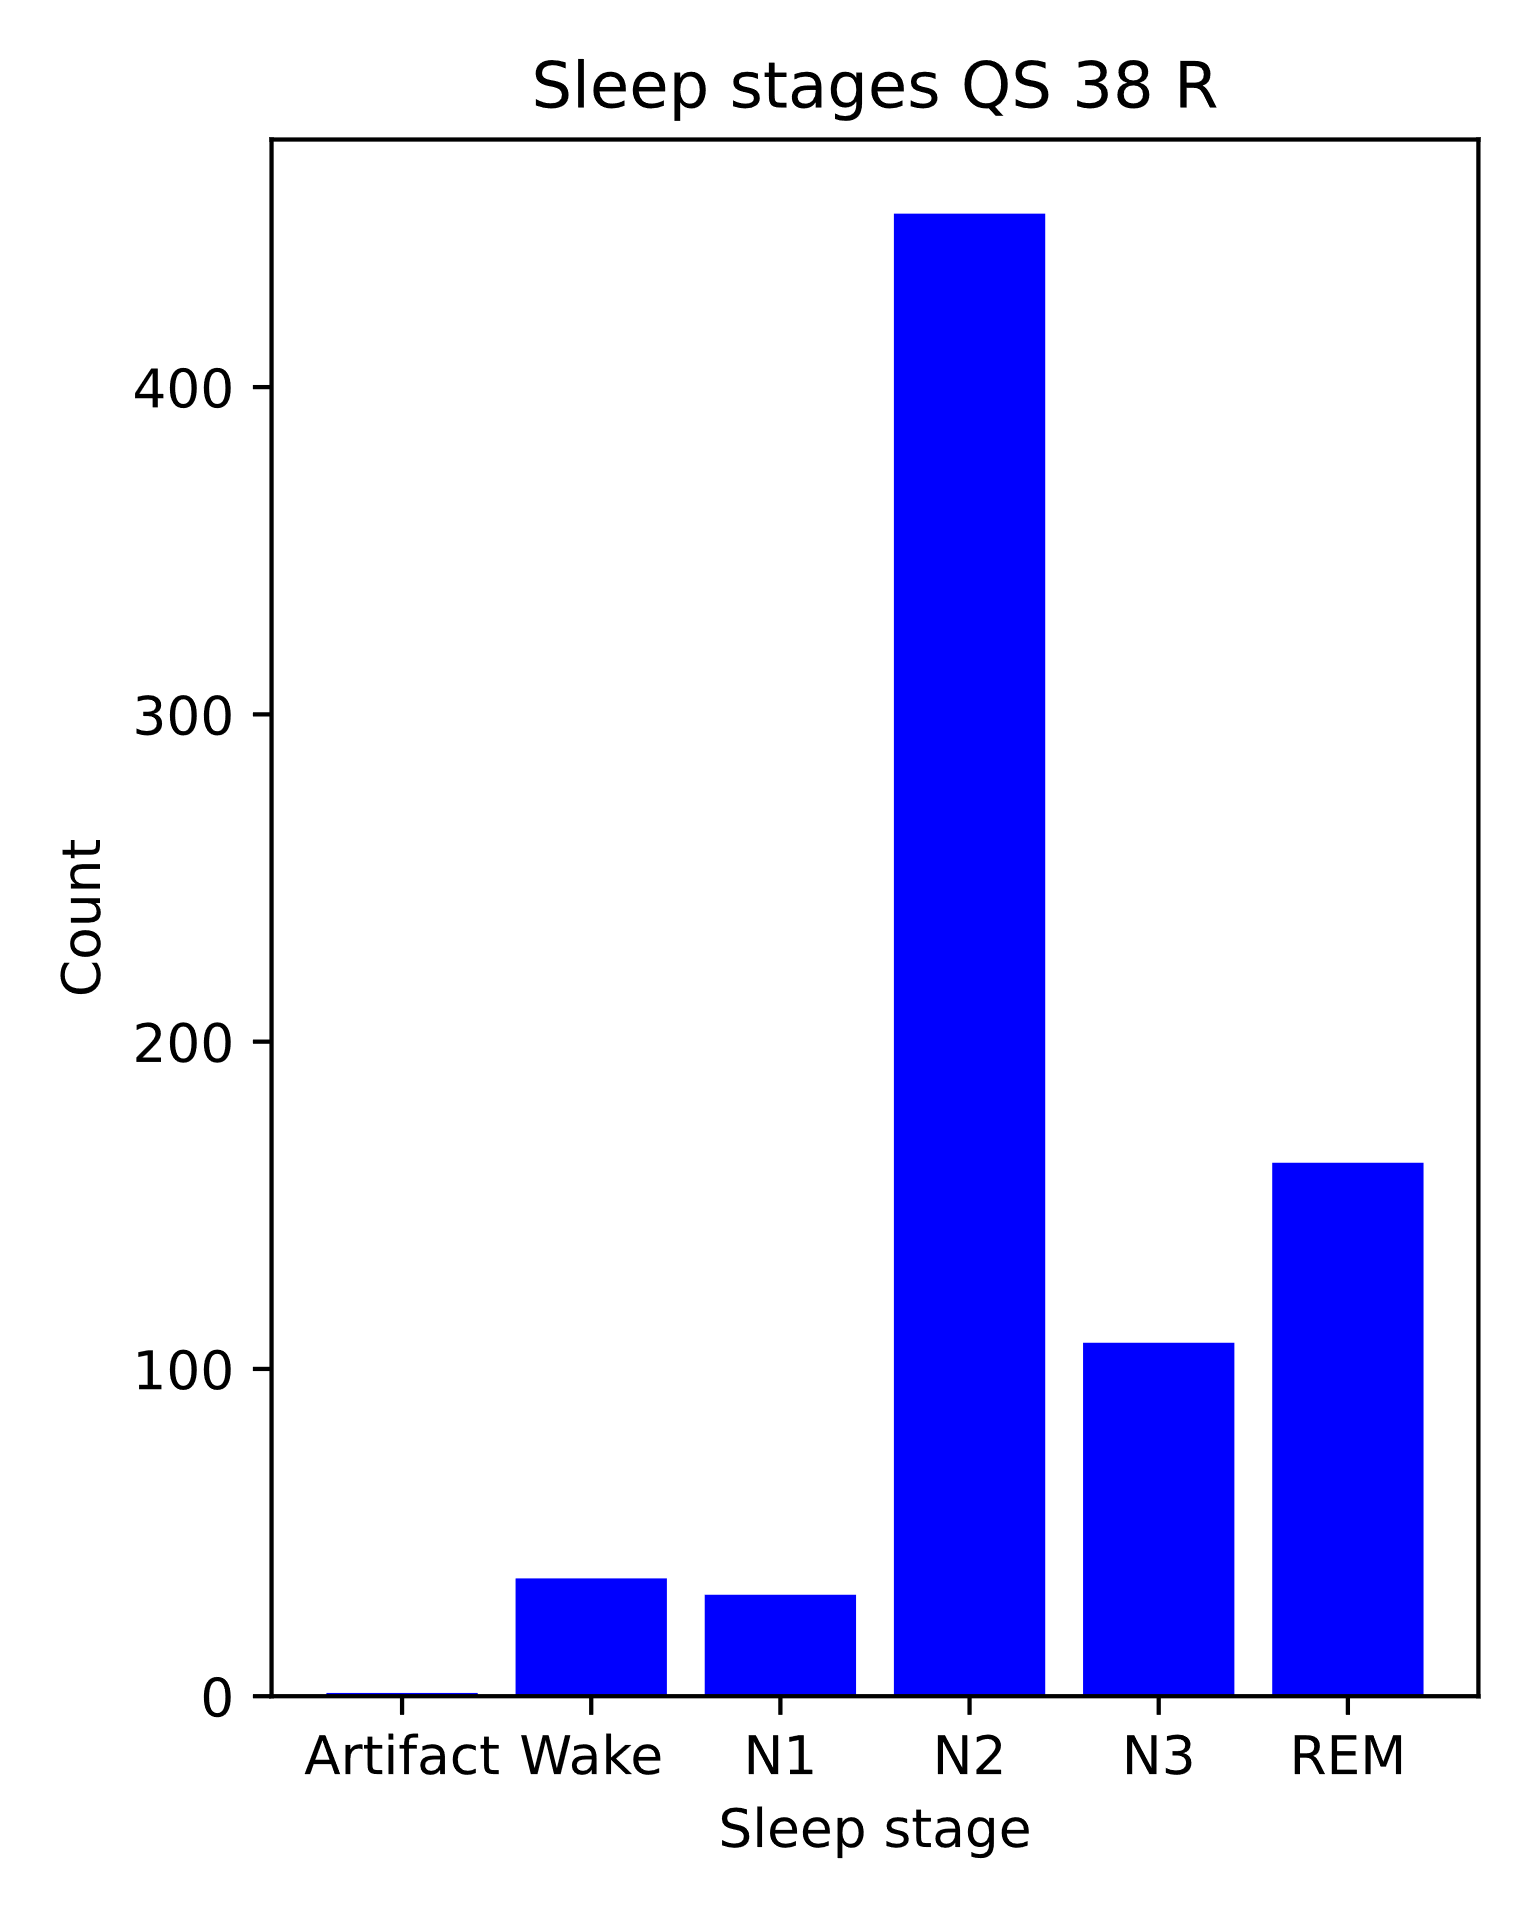 Sleep stages QS 38 R
400
300
200
100
0
Count
Artifact Wake N1 N2 N3 REM
Sleep stage